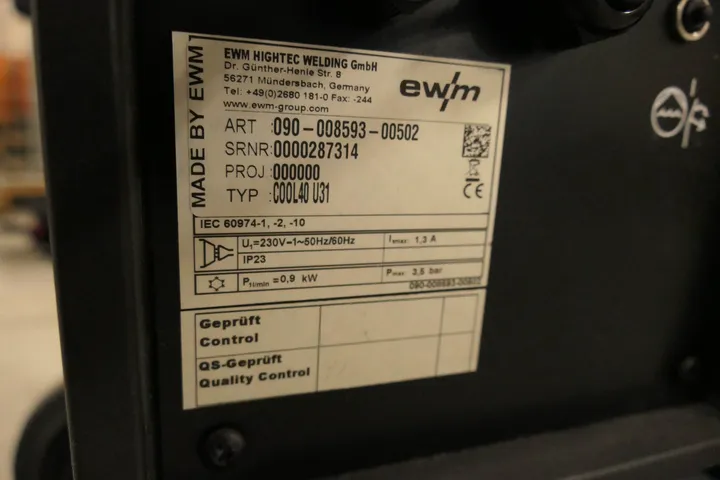 MADE BY EWM
EWM HIGHTEC WELDING GmbH
Dr. Günther-Henle Str. 8
56271 Mündersbach, Germany
Tel: +49(0)2680 181-0 Fax: -244
www.ewm-group.com
ewm
ART :090-008593-00502
SRNR:0000287314
PROJ :000000
TYP :COOL40 U31
CE
IEC 60974-1, -2, -10
U₁=230V~1~50Hz/60Hz
I₁max: 1,3 A
IP23
P1l/min =0,9 kW
Pmax: 3,5 bar
Geprüft
Control
QS-Geprüft
Quality Control